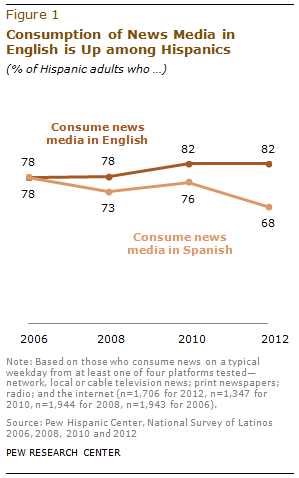 Figure 1
Consumption of News Media in
English is Up among Hispanics
(% of Hispanic adults who …)
Consume news
media in English
78
78
82
82
78
73
76
68
Consume news
media in Spanish
2006
2008
2010
2012
Note: Based on those who consume news on a typical
weekday from at least one of four platforms tested—
network, local or cable television news; print newspapers;
radio; and the internet (n=1,706 for 2012, n=1,347 for
2010, n=1,944 for 2008, n=1,943 for 2006).
Source: Pew Hispanic Center, National Survey of Latinos
2006, 2008, 2010 and 2012
PEW RESEARCH CENTER